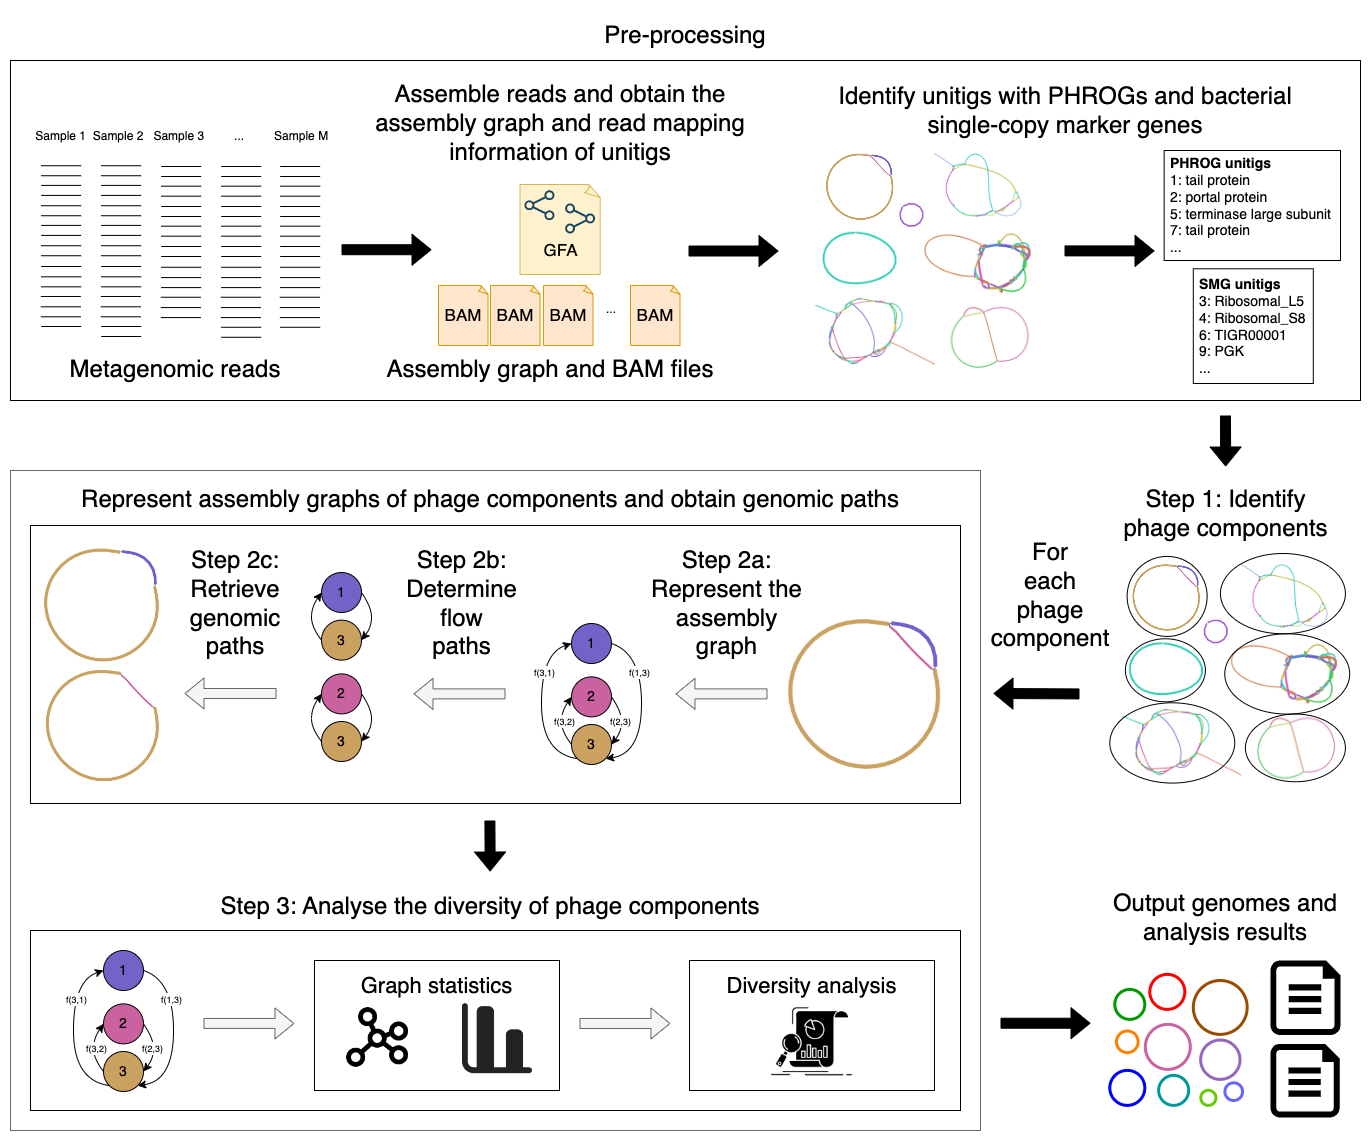 Pre-processing
Sample 1 Sample 2 Sample 3 ... Sample M
Metagenomic reads
Assemble reads and obtain the
assembly graph and read mapping
information of unitigs
GFA
BAM BAM BAM ... BAM
Assembly graph and BAM files
Identify unitigs with PHROGs and bacterial
single-copy marker genes
PHROG unitigs
1: tail protein
2: portal protein
5: terminase large subunit
7: tail protein
...
SMG unitigs
3: Ribosomal_L5
4: Ribosomal_S8
6: TIGR00001
9: PGK
...
Step 1: Identify
phage components
For
each
phage
component
Represent assembly graphs of phage components and obtain genomic paths
Step 2a:
Represent the
assembly
graph
1
f(3,1)
f(1,3)
2
f(3,2)
f(2,3)
3
Step 2b:
Determine
flow
paths
1
3
2
3
Step 2c:
Retrieve
genomic
paths
Step 3: Analyse the diversity of phage components
1
f(3,1)
f(1,3)
2
f(3,2)
f(2,3)
3
Graph statistics
Diversity analysis
Output genomes and
analysis results